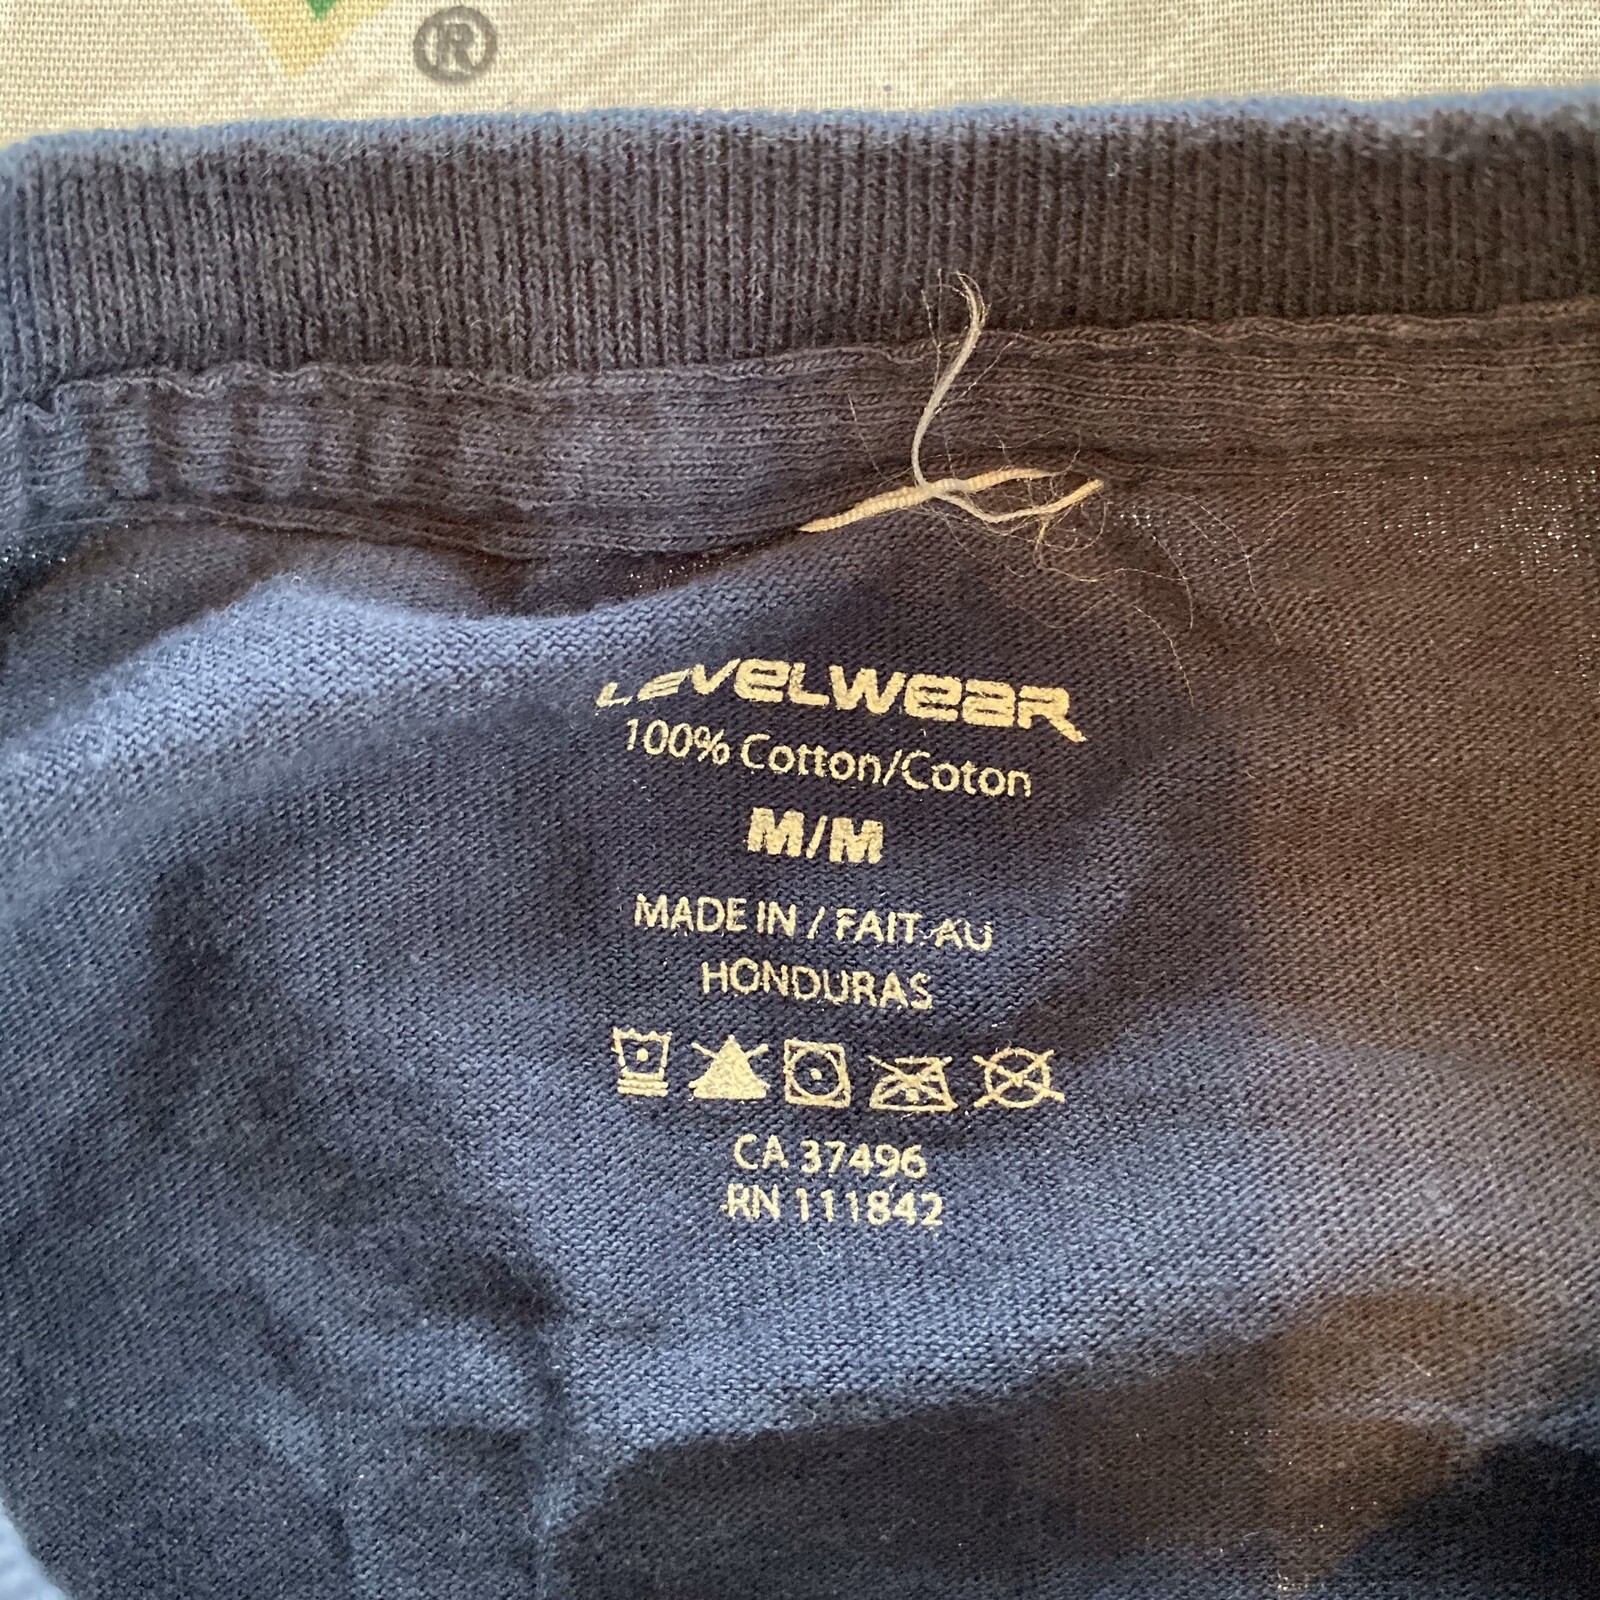 ®
LEVELWEAR
100% Cotton/Coton
M/M
MADE IN / FAIT AU
HONDURAS
CA 37496
RN 111842